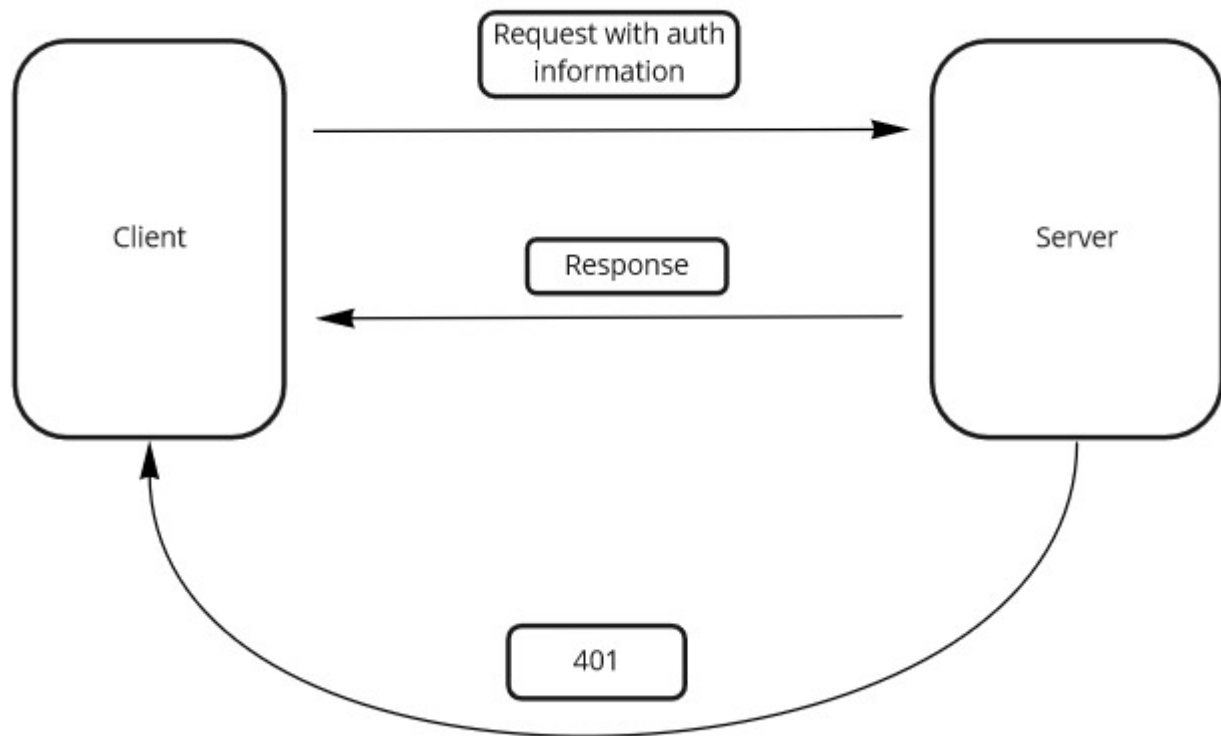 Request with auth
information
Client
Response
Server
401